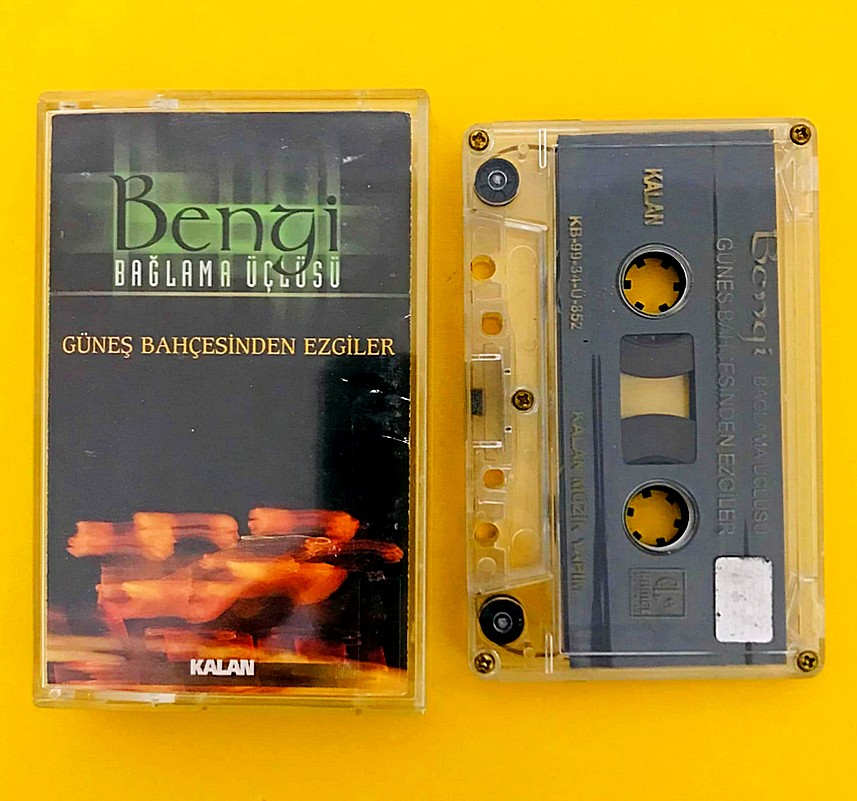 Bengi
BAĞLAMA ÜÇLÜSÜ
GÜNEŞ BAHÇESİNDEN EZGİLER
KALAN
KALAN
Bengi BAĞLAMA ÜÇLÜSÜ
GÜNEŞ BAHÇESİNDEN EZGİLER
KB-99-34-Ü-852
KALAN MÜZİK YAPIM